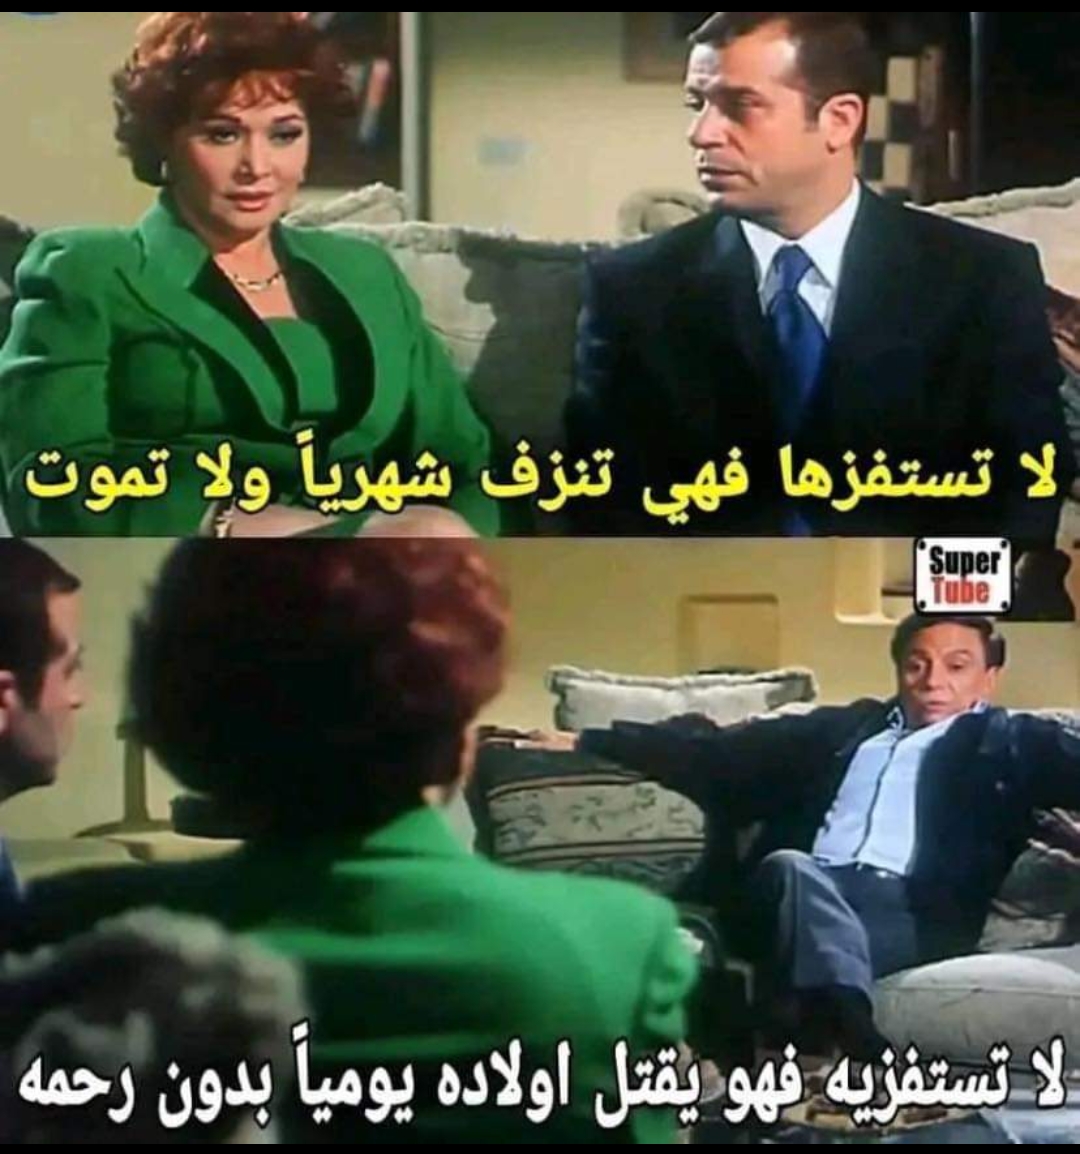 لا تستفزها فهي تنزف شهرياً ولا تموت
Super
Tube
لا تستفزيه فهو يقتل اولاده يومياً بدون رحمه